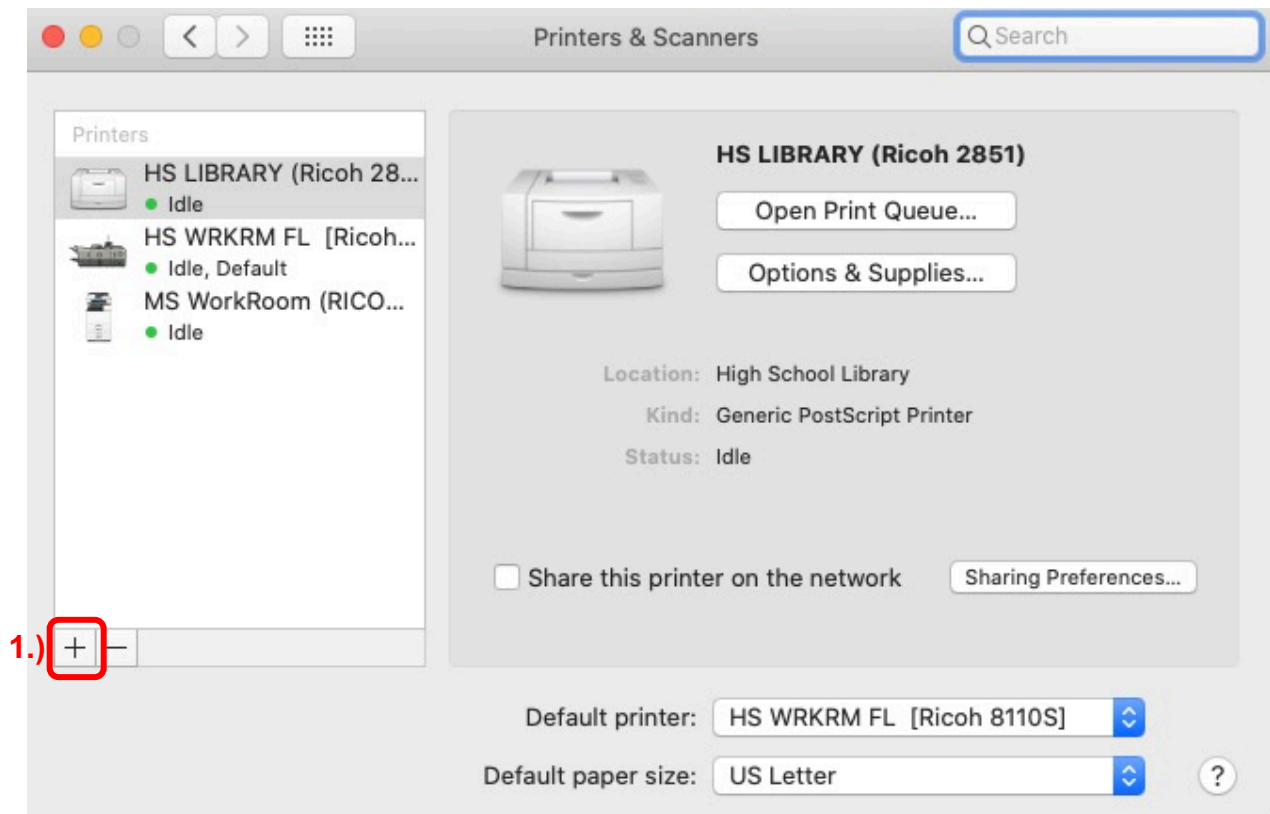 Printers & Scanners
Search
Printers
HS LIBRARY (Ricoh 28...
Idle
HS WRKRM FL [Ricoh...
Idle, Default
MS WorkRoom (RICO...
Idle
1.)
HS LIBRARY (Ricoh 2851)
Open Print Queue...
Options & Supplies...
Location: High School Library
Kind: Generic PostScript Printer
Status: Idle
Share this printer on the network
Sharing Preferences...
Default printer: HS WRKRM FL [Ricoh 8110S]
Default paper size: US Letter
?